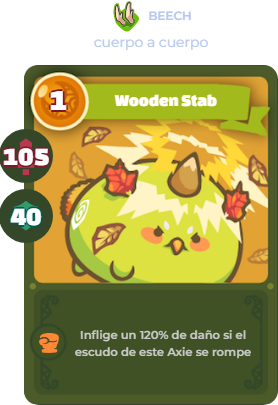 BEECH
cuerpo a cuerpo
1 Wooden Stab
105
40
Inflige un 120% de daño si el
escudo de este Axie se rompe